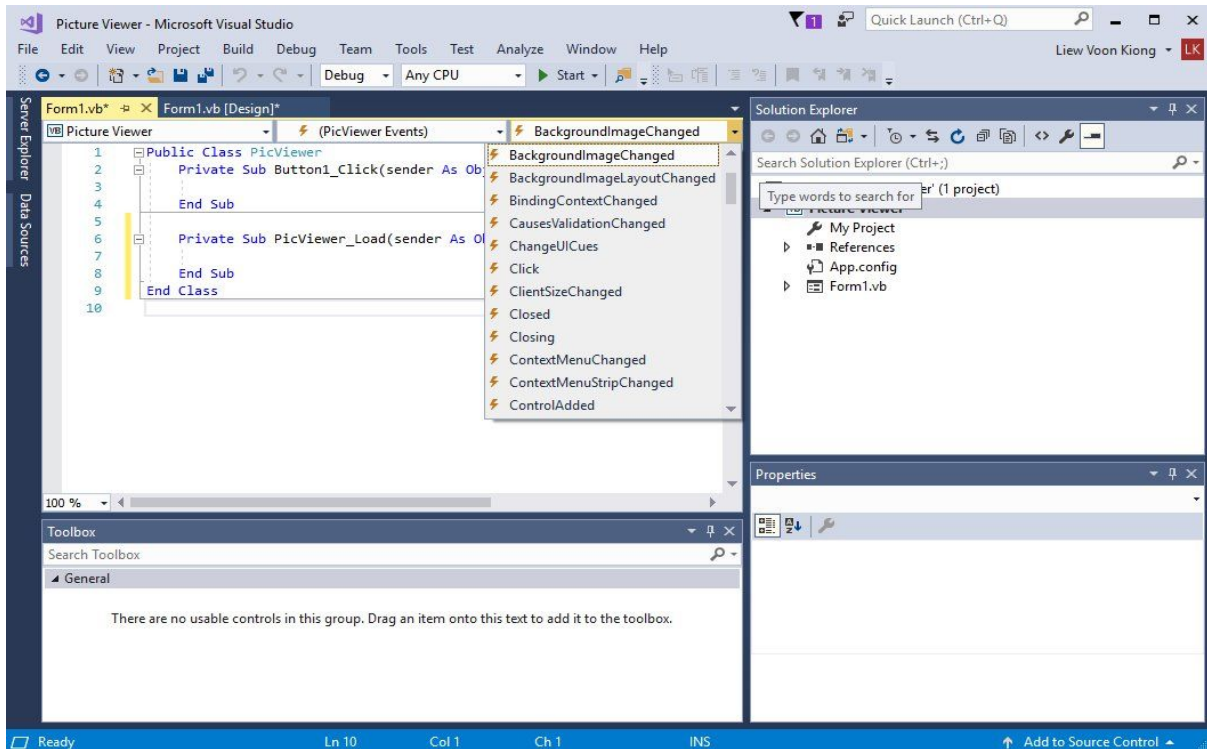 Picture Viewer - Microsoft Visual Studio
1
Quick Launch (Ctrl+Q)
File Edit View Project Build Debug Team Tools Test Analyze Window Help
Liew Voon Kiong LK
Debug Any CPU Start
Server Explorer
Data Sources
Form1.vb* Form1.vb [Design]*
VB Picture Viewer (PicViewer Events) BackgroundImageChanged
1 Public Class PicViewer
2 Private Sub Button1_Click(sender As Ob
3
4 End Sub
5
6 Private Sub PicViewer_Load(sender As Ob
7
8 End Sub
9 End Class
10
BackgroundImageChanged
BackgroundImageLayoutChanged
BindingContextChanged
CausesValidationChanged
ChangeUICues
Click
ClientSizeChanged
Closed
Closing
ContextMenuChanged
ContextMenuStripChanged
ControlAdded
100 %
Toolbox
Search Toolbox
General
There are no usable controls in this group. Drag an item onto this text to add it to the toolbox.
Solution Explorer
Search Solution Explorer (Ctrl+;)
Type words to search for er' (1 project)
Picture Viewer
My Project
References
App.config
Form1.vb
Properties
Ready Ln 10 Col 1 Ch 1 INS Add to Source Control